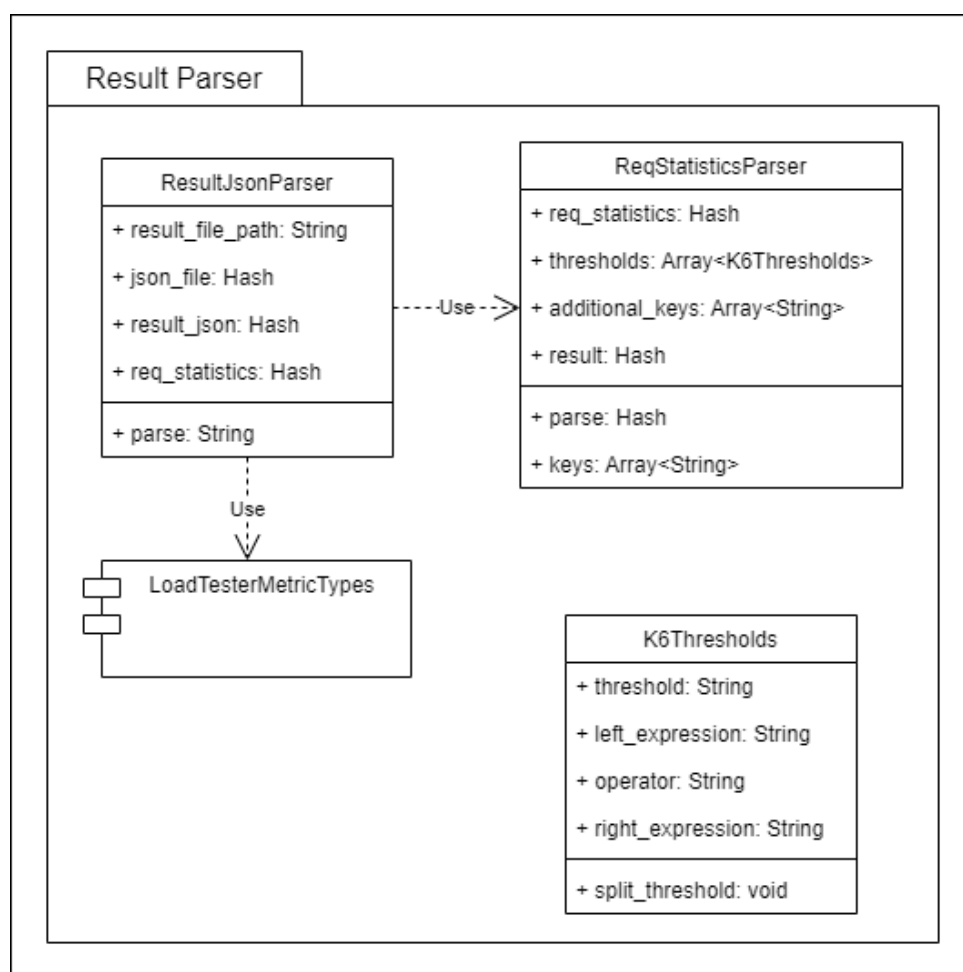 Result Parser
ResultJsonParser
+ result_file_path: String
+ json_file: Hash
+ result_json: Hash
+ req_statistics: Hash
+ parse: String
Use
ReqStatisticsParser
+ req_statistics: Hash
+ thresholds: Array<K6Thresholds>
+ additional_keys: Array<String>
+ result: Hash
+ parse: Hash
+ keys: Array<String>
Use
LoadTesterMetricTypes
K6Thresholds
+ threshold: String
+ left_expression: String
+ operator: String
+ right_expression: String
+ split_threshold: void